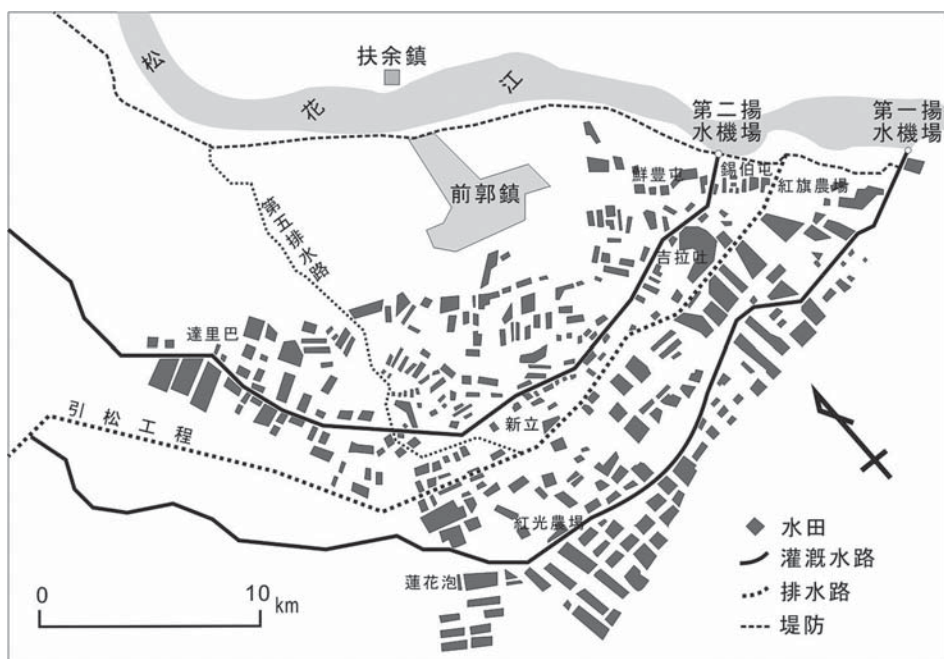 松花江
扶余鎮
第二揚
水機場
第一揚
水機場
鮮豊屯
錫伯屯
紅旗農場
前郭鎮
第五排水路
吉拉吐
達里巴
引松工程
新立
紅光農場
蓮花泡
水田
灌漑水路
排水路
堤防
0 10 km